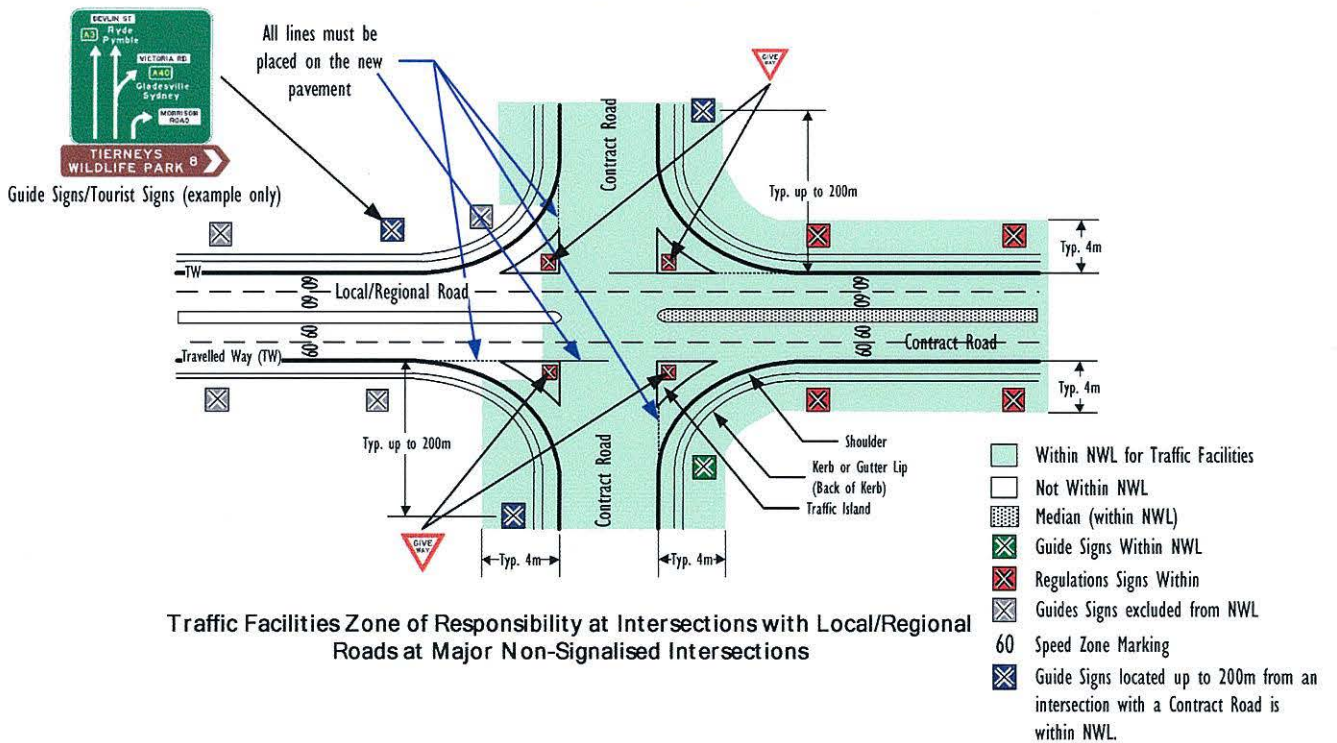 DEVLIN ST
A3 Ryde
Pymble
VICTORIA RD
A40
Gladesville
Sydney
MORRISON
ROAD
TIERNEYS
WILDLIFE PARK 8
Guide Signs/Tourist Signs (example only)
All lines must be
placed on the new
pavement
GIVE
WAY
Contract Road
Typ. up to 200m
Typ. 4m
TW
60 60
Local/Regional Road
60 60
Travelled Way (TW)
60 60
60 60
Contract Road
Typ. up to 200m
Typ. 4m
Contract Road
Shoulder
Kerb or Gutter Lip
(Back of Kerb)
Traffic Island
GIVE
WAY
Typ. 4m
Typ. 4m
Within NWL for Traffic Facilities
Not Within NWL
Median (within NWL)
Guide Signs Within NWL
Regulations Signs Within
Guides Signs excluded from NWL
60 Speed Zone Marking
Guide Signs located up to 200m from an
intersection with a Contract Road is
within NWL.
Traffic Facilities Zone of Responsibility at Intersections with Local/Regional
Roads at Major Non-Signalised Intersections